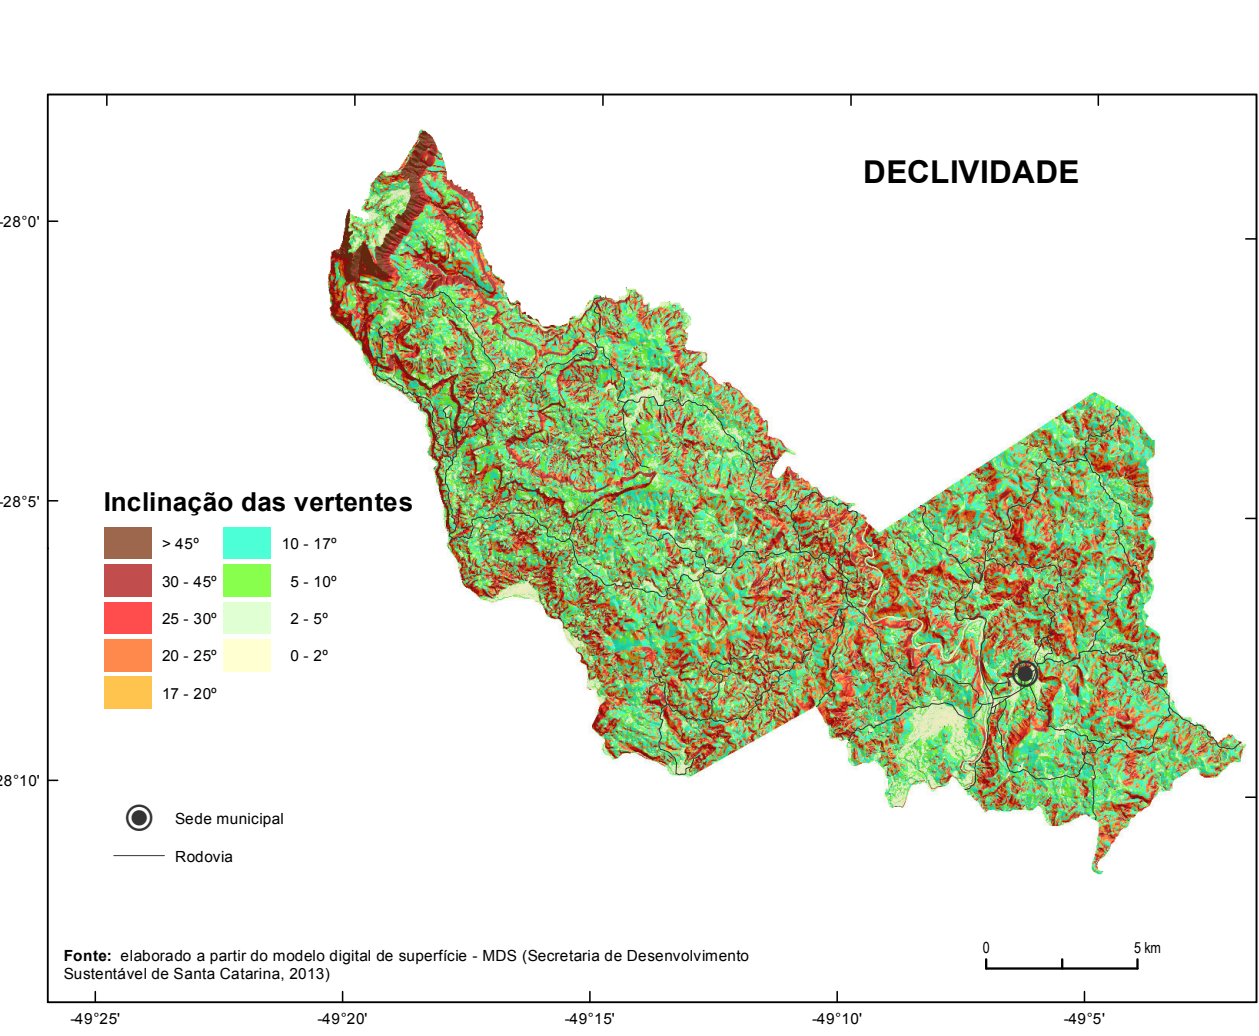 DECLIVIDADE
-28°0'
-28°5'
28°10'
Inclinação das vertentes
> 45º
10 - 17º
30 - 45º
5 - 10º
25 - 30º
2 - 5º
20 - 25º
0 - 2º
17 - 20º
Sede municipal
Rodovia
Fonte: elaborado a partir do modelo digital de superfície - MDS (Secretaria de Desenvolvimento
Sustentável de Santa Catarina, 2013)
0 5 km
-49°25' -49°20' -49°15' -49°10' -49°5'